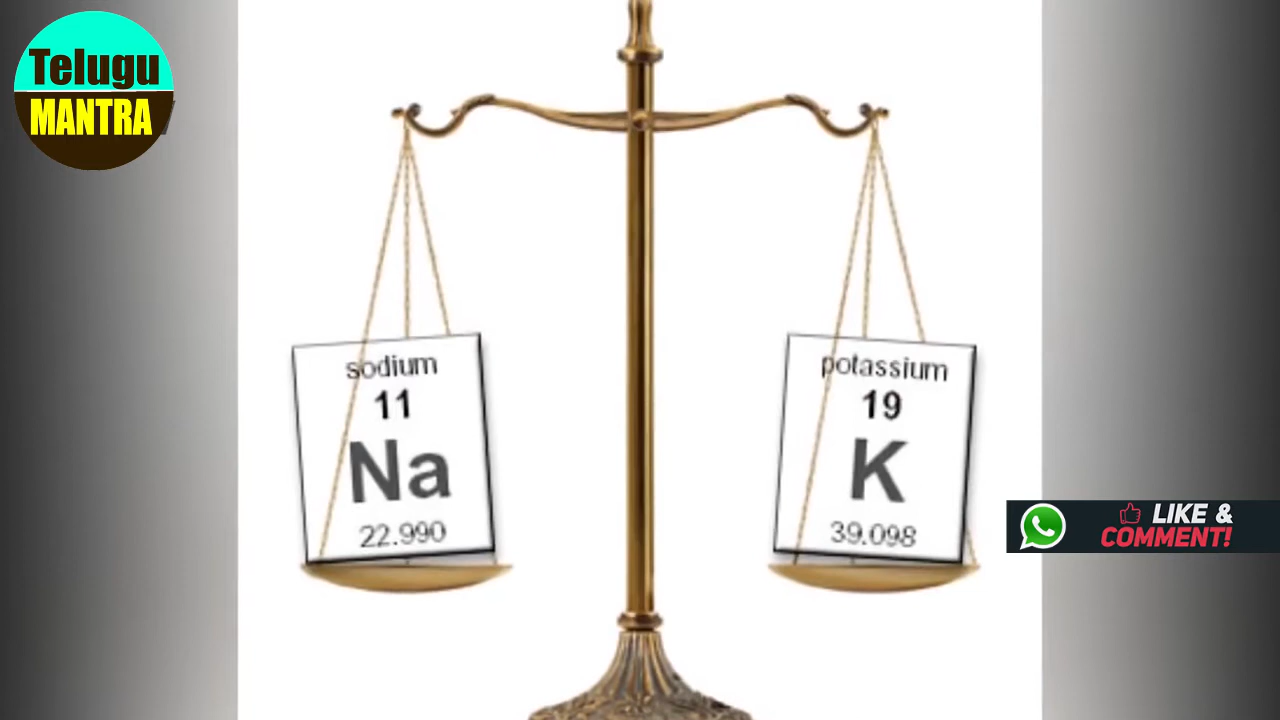 Telugu
MANTRA
sodium
11
Na
22.990
potassium
19
K
39.098
LIKE &
COMMENT!